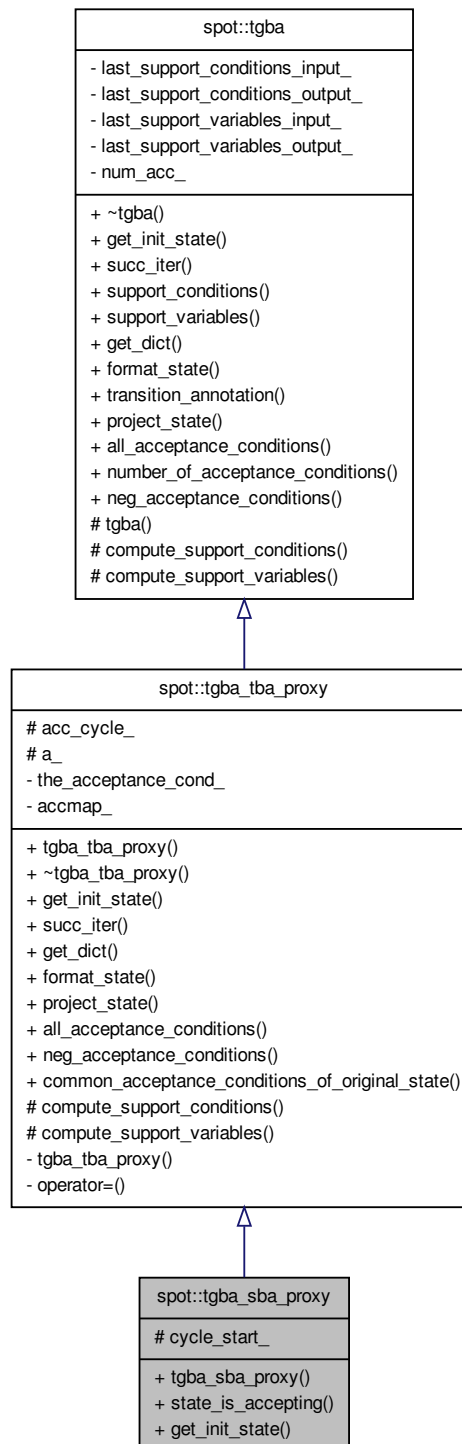 spot::tgba
- last_support_conditions_input_
- last_support_conditions_output_
- last_support_variables_input_
- last_support_variables_output_
- num_acc_
+ ~tgba()
+ get_init_state()
+ succ_iter()
+ support_conditions()
+ support_variables()
+ get_dict()
+ format_state()
+ transition_annotation()
+ project_state()
+ all_acceptance_conditions()
+ number_of_acceptance_conditions()
+ neg_acceptance_conditions()
# tgba()
# compute_support_conditions()
# compute_support_variables()
spot::tgba_tba_proxy
# acc_cycle_
# a_
- the_acceptance_cond_
- accmap_
+ tgba_tba_proxy()
+ ~tgba_tba_proxy()
+ get_init_state()
+ succ_iter()
+ get_dict()
+ format_state()
+ project_state()
+ all_acceptance_conditions()
+ neg_acceptance_conditions()
+ common_acceptance_conditions_of_original_state()
# compute_support_conditions()
# compute_support_variables()
- tgba_tba_proxy()
- operator=()
spot::tgba_sba_proxy
# cycle_start_
+ tgba_sba_proxy()
+ state_is_accepting()
+ get_init_state()